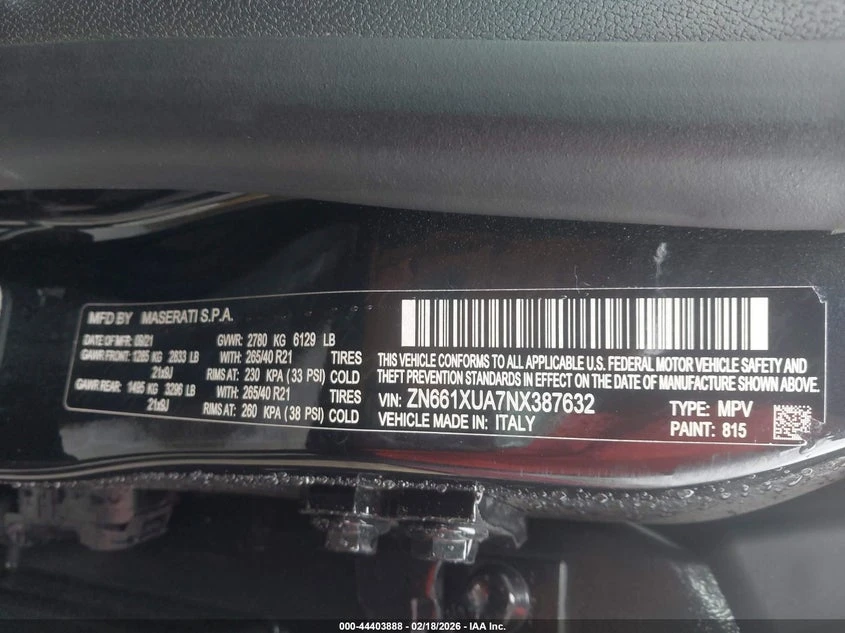 MFD BY MASERATI S.P.A.
DATE OF MFR: 09/21 GVWR: 2780 KG 6129 LB
GAWR FRONT: 1285 KG 2833 LB WITH: 265/40 R21 TIRES
21x9J RIMS AT: 230 KPA (33 PSI) COLD
GAWR REAR: 1495 KG 3296 LB WITH: 265/40 R21 TIRES
21x9J RIMS AT: 260 KPA (38 PSI) COLD
THIS VEHICLE CONFORMS TO ALL APPLICABLE U.S. FEDERAL MOTOR VEHICLE SAFETY AND
THEFT PREVENTION STANDARDS IN EFFECT ON THE DATE OF MANUFACTURE SHOWN ABOVE.
VIN: ZN661XUA7NX387632 TYPE: MPV
VEHICLE MADE IN: ITALY PAINT: 815
000-44403888 - 02/18/2026 - IAA Inc.